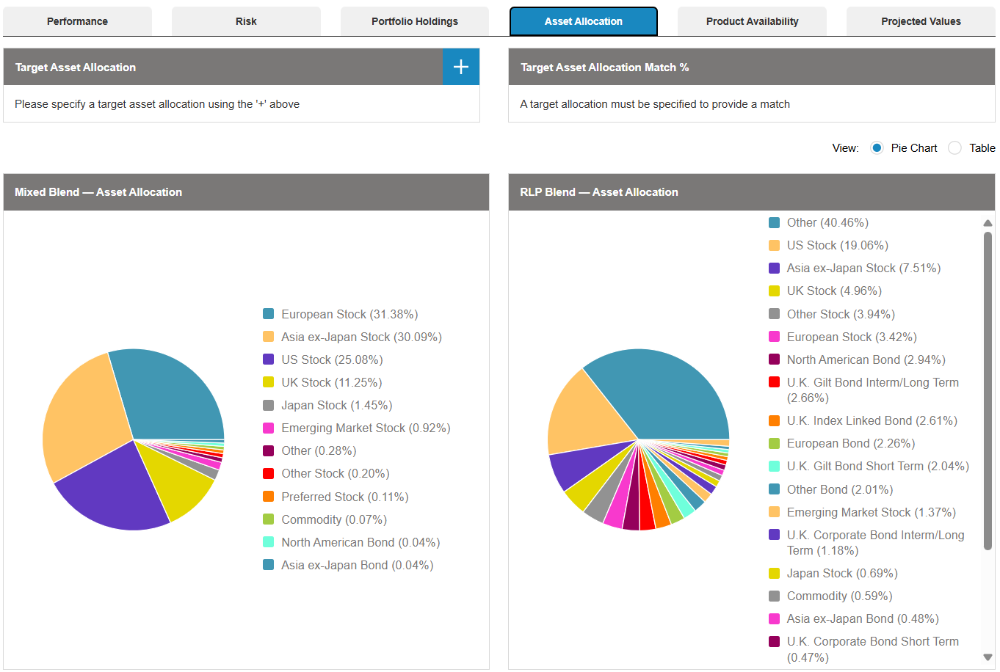 Performance
Risk
Portfolio Holdings
Asset Allocation
Product Availability
Projected Values
Target Asset Allocation
+
Please specify a target asset allocation using the '+' above
Target Asset Allocation Match %
A target allocation must be specified to provide a match
View: Pie Chart Table
Mixed Blend — Asset Allocation
European Stock (31.38%)
Asia ex-Japan Stock (30.09%)
US Stock (25.08%)
UK Stock (11.25%)
Japan Stock (1.45%)
Emerging Market Stock (0.92%)
Other (0.28%)
Other Stock (0.20%)
Preferred Stock (0.11%)
Commodity (0.07%)
North American Bond (0.04%)
Asia ex-Japan Bond (0.04%)
RLP Blend — Asset Allocation
Other (40.46%)
US Stock (19.06%)
Asia ex-Japan Stock (7.51%)
UK Stock (4.96%)
Other Stock (3.94%)
European Stock (3.42%)
North American Bond (2.94%)
U.K. Gilt Bond Interm/Long Term
(2.66%)
U.K. Index Linked Bond (2.61%)
European Bond (2.26%)
U.K. Gilt Bond Short Term (2.04%)
Other Bond (2.01%)
Emerging Market Stock (1.37%)
U.K. Corporate Bond Interm/Long
Term (1.18%)
Japan Stock (0.69%)
Commodity (0.59%)
Asia ex-Japan Bond (0.48%)
U.K. Corporate Bond Short Term
(0.47%)